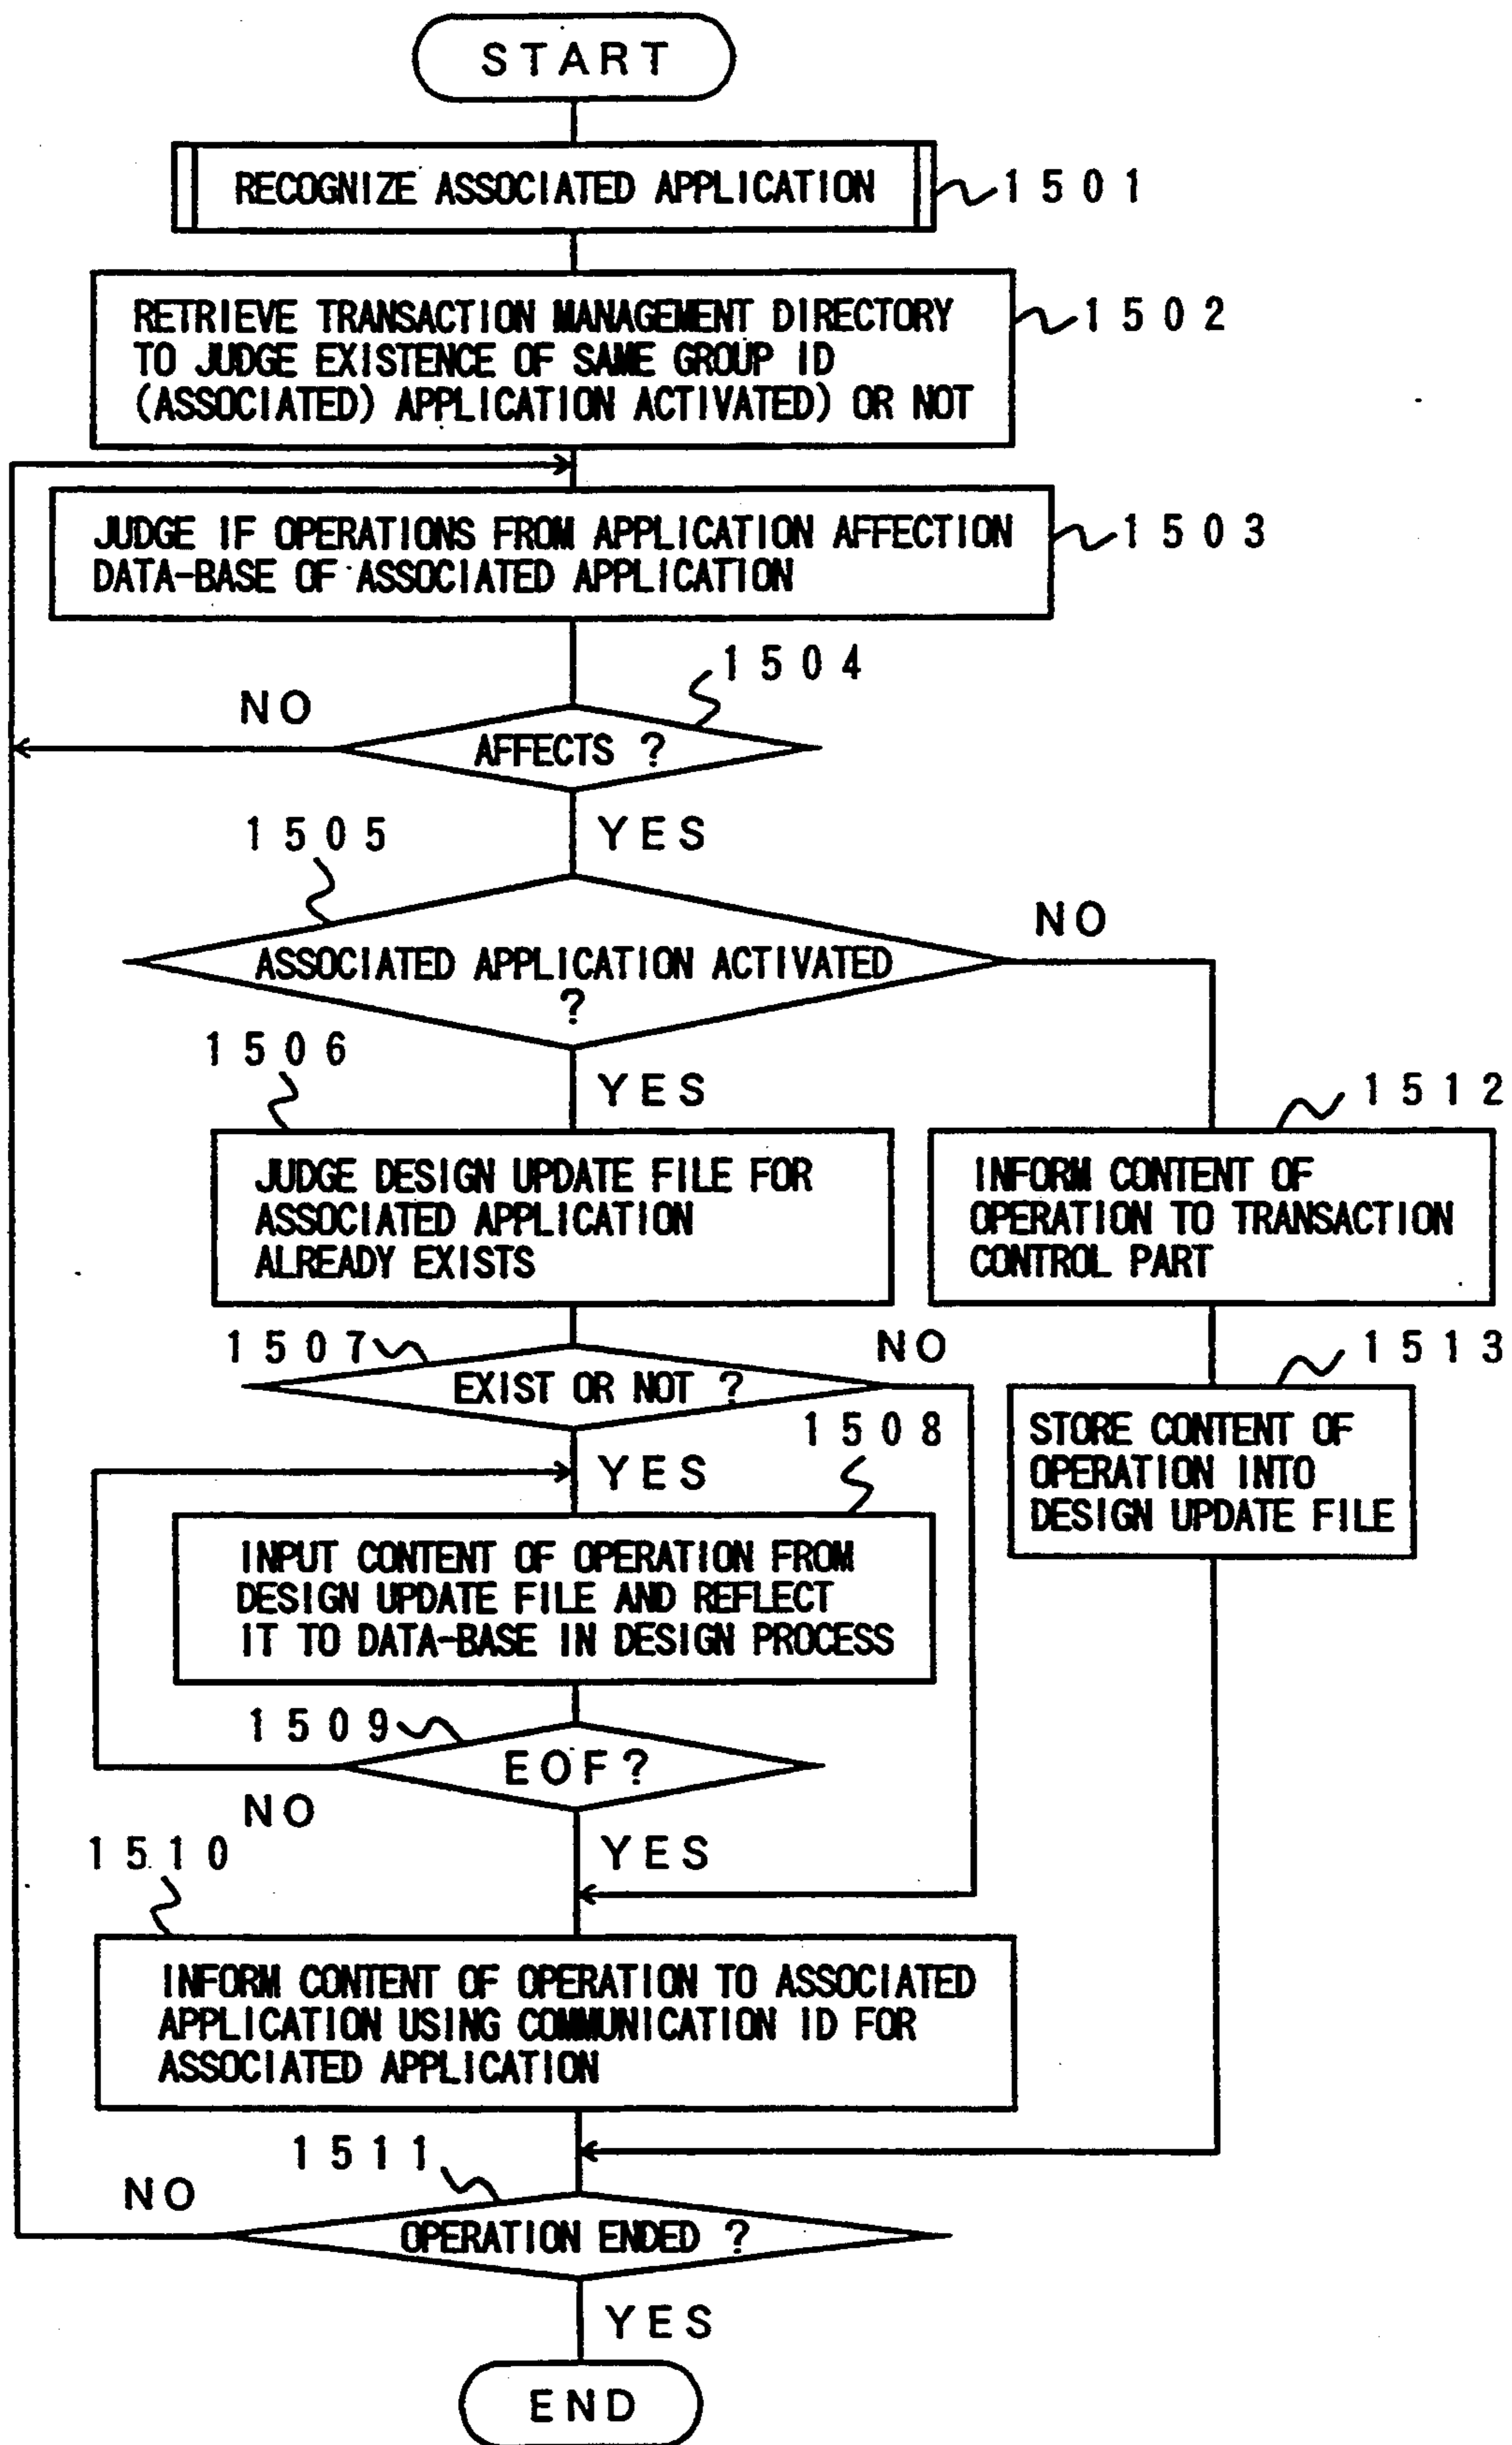 START
RECOGNIZE ASSOCIATED APPLICATION
1501
RETRIEVE TRANSACTION MANAGEMENT DIRECTORY
TO JUDGE EXISTENCE OF SAME GROUP ID
(ASSOCIATED) APPLICATION ACTIVATED) OR NOT
1502
JUDGE IF OPERATIONS FROM APPLICATION AFFECTION
DATA-BASE OF ASSOCIATED APPLICATION
1503
1504
NO
AFFECTS ?
YES
1505
NO
ASSOCIATED APPLICATION ACTIVATED
?
1506
YES
1512
JUDGE DESIGN UPDATE FILE FOR
ASSOCIATED APPLICATION
ALREADY EXISTS
INFORM CONTENT OF
OPERATION TO TRANSACTION
CONTROL PART
1507
NO
1513
EXIST OR NOT ?
1508
YES
STORE CONTENT OF
OPERATION INTO
DESIGN UPDATE FILE
INPUT CONTENT OF OPERATION FROM
DESIGN UPDATE FILE AND REFLECT
IT TO DATA-BASE IN DESIGN PROCESS
1509
EOF?
NO
YES
1510
INFORM CONTENT OF OPERATION TO ASSOCIATED
APPLICATION USING COMMUNICATION ID FOR
ASSOCIATED APPLICATION
1511
NO
OPERATION ENDED ?
YES
END